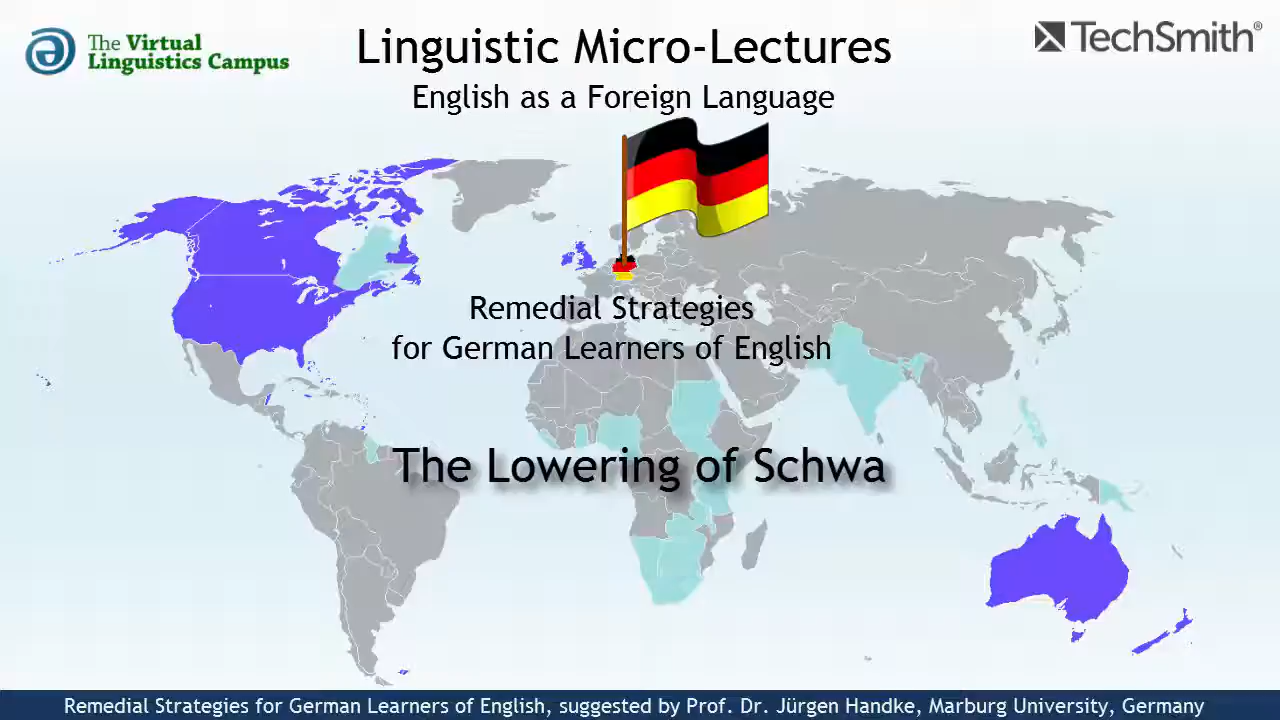 The Virtual
Linguistics Campus
Linguistic Micro-Lectures
TechSmith®
English as a Foreign Language
Remedial Strategies
for German Learners of English
The Lowering of Schwa
Remedial Strategies for German Learners of English, suggested by Prof. Dr. Jürgen Handke, Marburg University, Germany